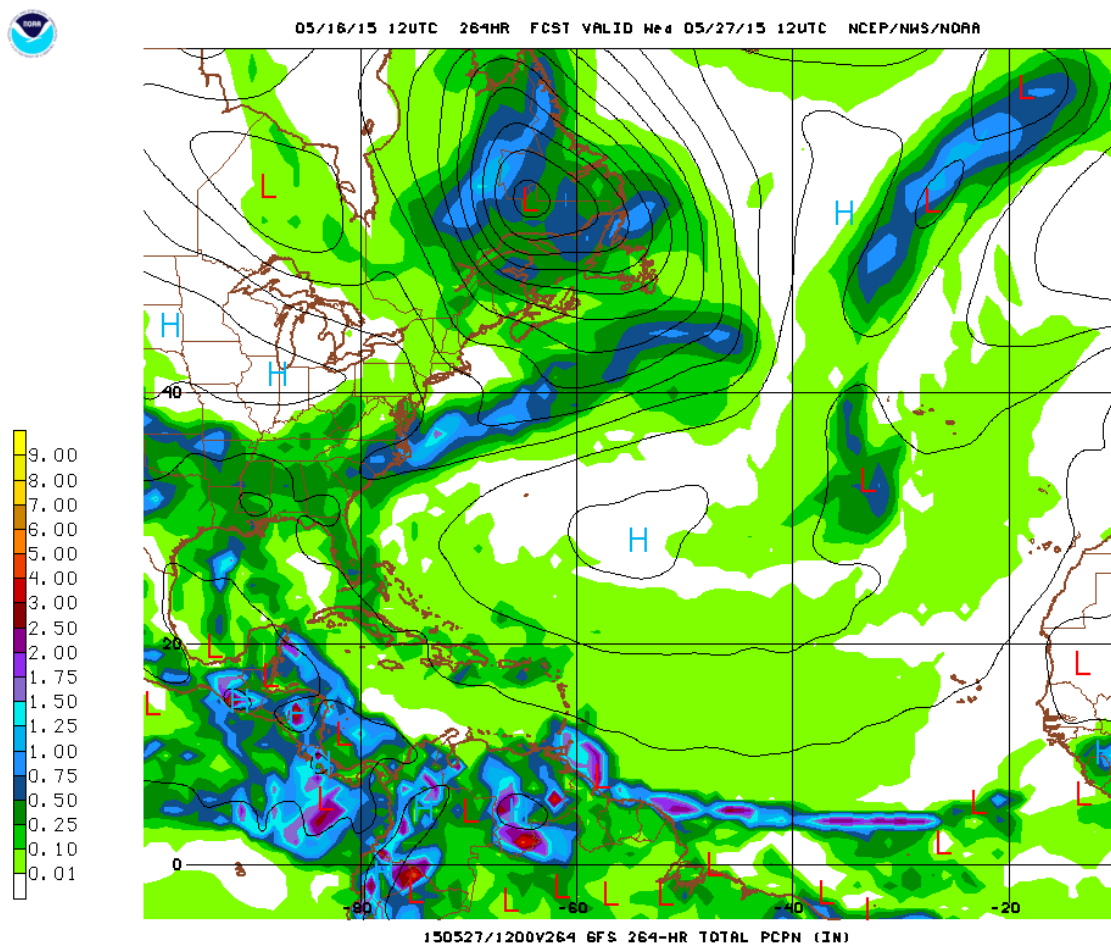 NOAA
05/16/15 12UTC 264HR FCST VALID Wed 05/27/15 12UTC NCEP/NWS/NOAA
L
L
L
L
H
L
H
H
40
L
H
9.00
8.00
7.00
6.00
5.00
4.00
3.00
2.50
2.00
1.75
1.50
1.25
1.00
0.75
0.50
0.25
0.10
0.01
20
L
L
L
L
H
H
L
H
H
L
L
L
L
H
H
L
L
L
0
H
L
L
L
L
L
L
L
L
-80
-60
-40
-20
150527/1200V264 GFS 264-HR TOTAL PCPN (IN)